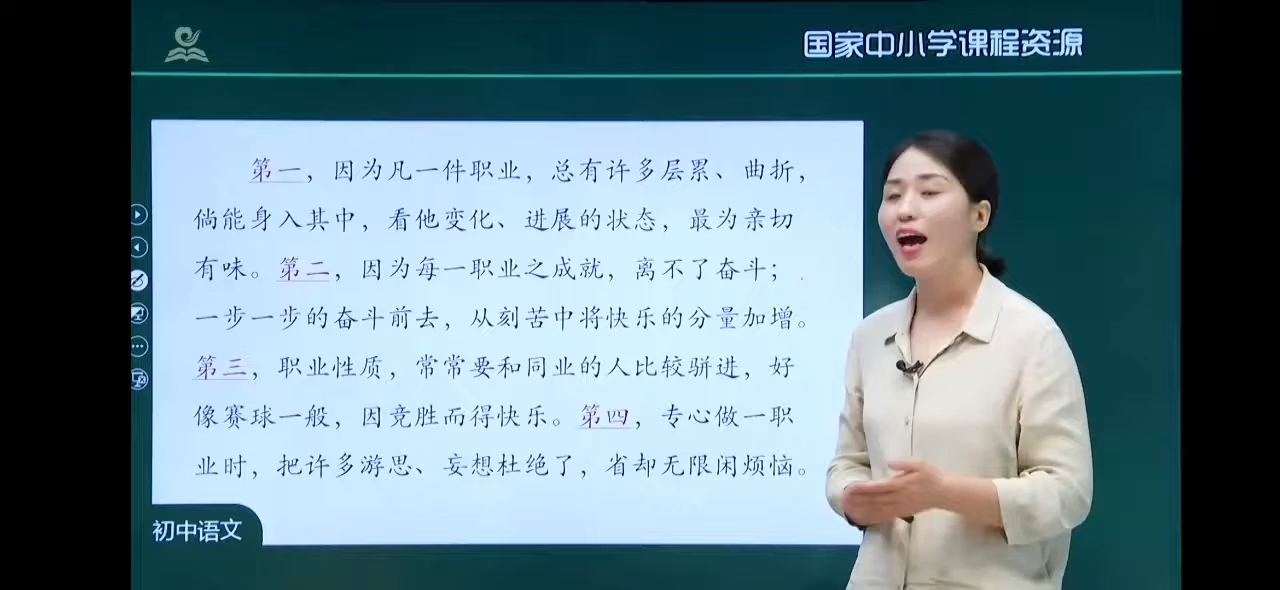 国家中小学课程资源
第一，因为凡一件职业，总有许多层累、曲折，
倘能身入其中，看他变化、进展的状态，最为亲切
有味。第二，因为每一职业之成就，离不了奋斗；
一步一步的奋斗前去，从刻苦中将快乐的分量加增。
第三，职业性质，常常要和同业的人比较骈进，好
像赛球一般，因竞胜而得快乐。第四，专心做一职
业时，把许多游思、妄想杜绝了，省却无限闲烦恼。
初中语文